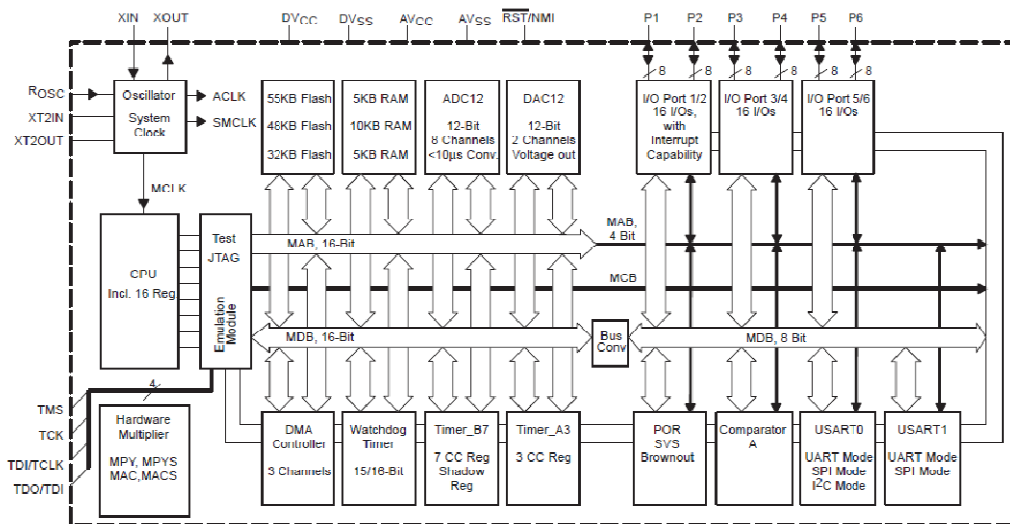 XIN XOUT DVCC DVSS AVCC AVSS RST/NMI P1 P2 P3 P4 P5 P6
8 8 8 8 8 8
ROSC
XT2IN
XT2OUT
Oscillator
System
Clock
ACLK
SMCLK
MCLK
55KB Flash
48KB Flash
32KB Flash
5KB RAM
10KB RAM
5KB RAM
ADC12
12-Bit
8 Channels
<10µs Conv.
DAC12
12-Bit
2 Channels
Voltage out
I/O Port 1/2
16 I/Os,
with
Interrupt
Capability
I/O Port 3/4
16 I/Os
I/O Port 5/6
16 I/Os
CPU
Incl. 16 Reg.
Test
JTAG
Emulation
Module
MAB, 16-Bit
MAB,
4 Bit
MCB
MDB, 16-Bit
Bus
Conv
MDB, 8 Bit
4
TMS
TCK
TDI/TCLK
TDO/TDI
Hardware
Multiplier
MPY, MPYS
MAC,MACS
DMA
Controller
3 Channels
Watchdog
Timer
15/16-Bit
Timer_B7
7 CC Reg
Shadow
Reg
Timer_A3
3 CC Reg
POR
SVS
Brownout
Comparator
A
USART0
UART Mode
SPI Mode
I²C Mode
USART1
UART Mode
SPI Mode